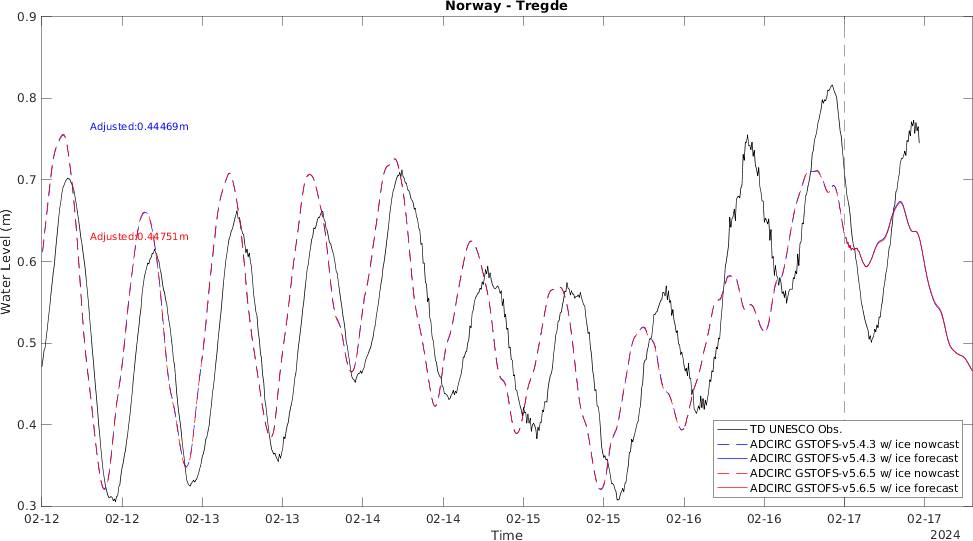 Norway - Tregde
0.9
0.8
0.7
0.6
0.5
0.4
0.3
Water Level (m)
Adjusted:0.44469m
Adjusted:0.44751m
TD UNESCO Obs.
ADCIRC GSTOFS-v5.4.3 w/ ice nowcast
ADCIRC GSTOFS-v5.4.3 w/ ice forecast
ADCIRC GSTOFS-v5.6.5 w/ ice nowcast
ADCIRC GSTOFS-v5.6.5 w/ ice forecast
02-12 02-12 02-13 02-13 02-14 02-14 02-15 02-15 02-16 02-16 02-17 02-17
Time
2024